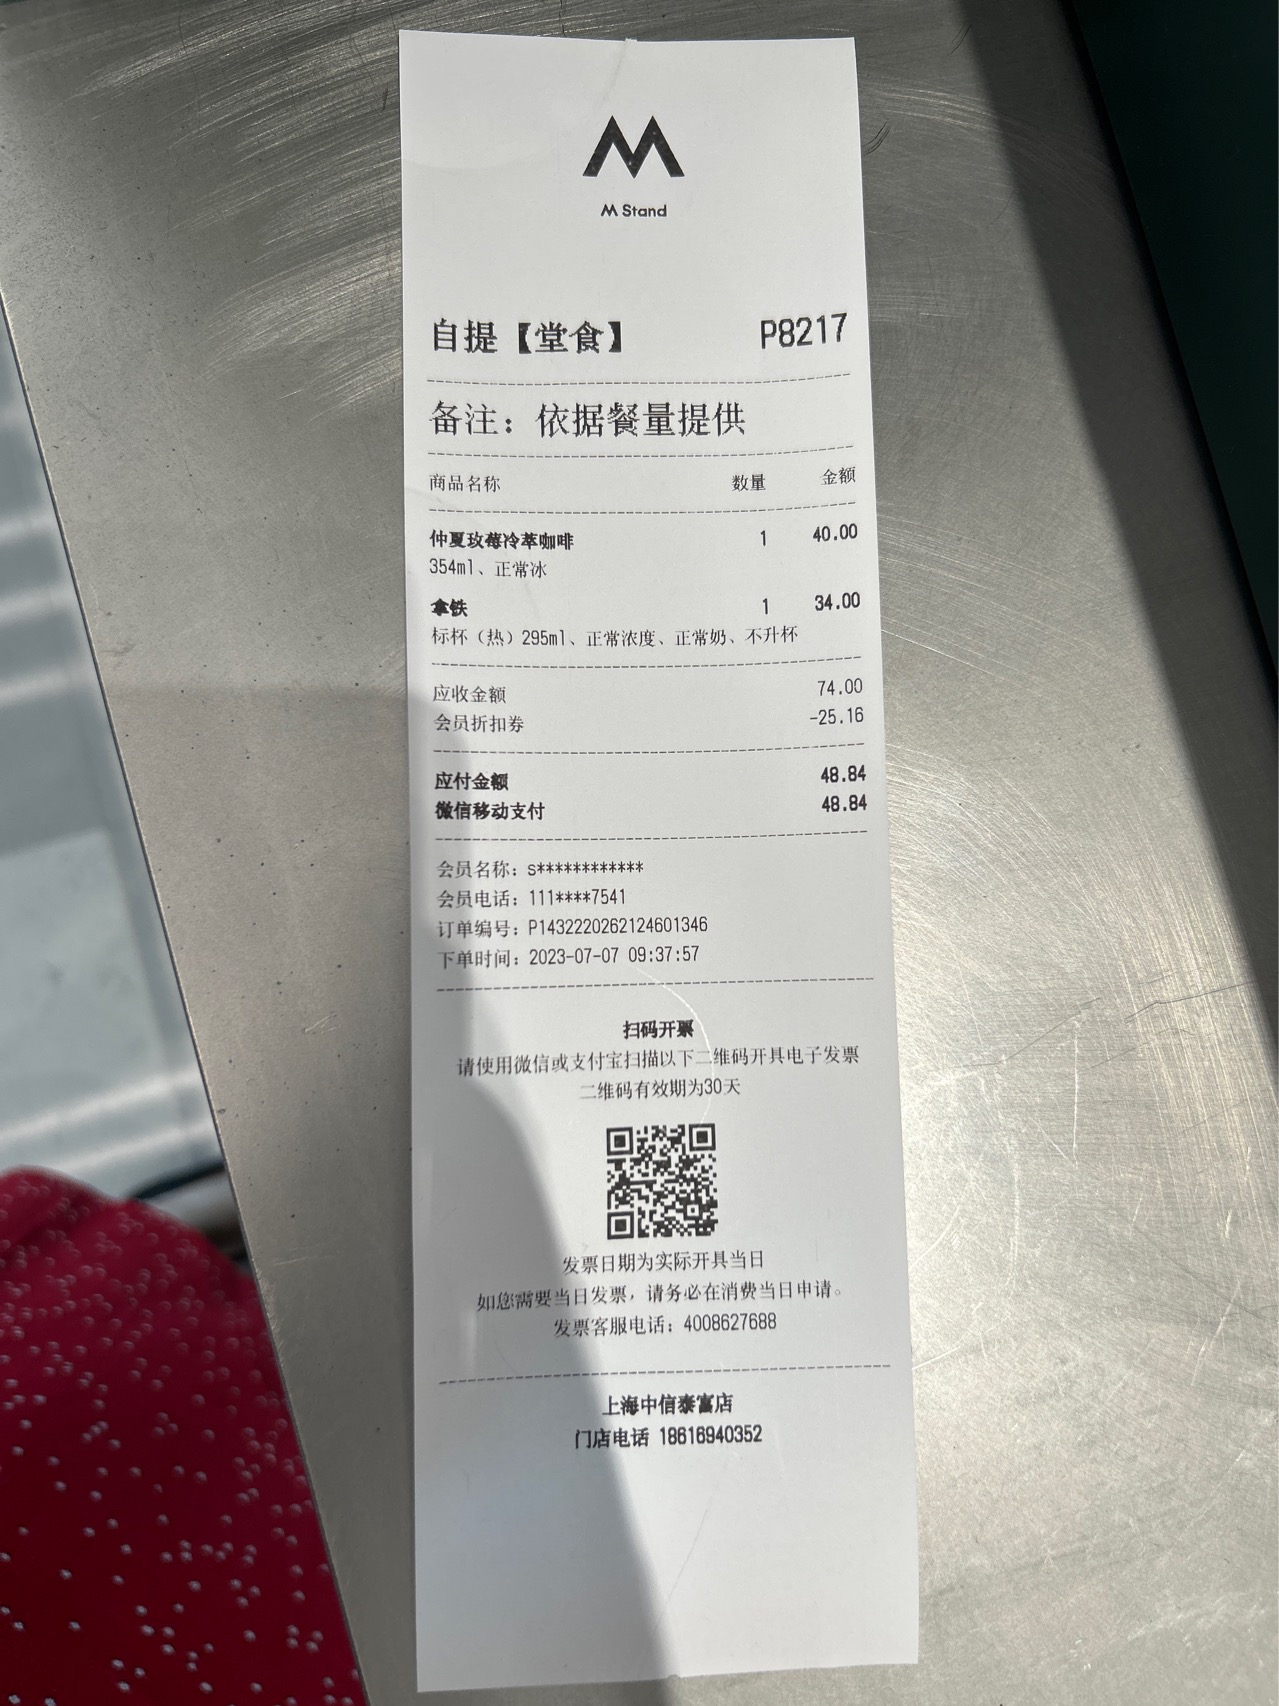 M Stand
自提【堂食】 P8217
备注：依据餐量提供
商品名称 数量 金额
仲夏玫莓冷萃咖啡 1 40.00
354ml、正常冰
拿铁 1 34.00
标杯（热）295ml、正常浓度、正常奶、不升杯
应收金额 74.00
会员折扣券 -25.16
应付金额 48.84
微信移动支付 48.84
会员名称：s************
会员电话：111****7541
订单编号：P1432220262124601346
下单时间：2023-07-07 09:37:57
扫码开票
请使用微信或支付宝扫描以下二维码开具电子发票
二维码有效期为30天
发票日期为实际开具当日
如您需要当日发票，请务必在消费当日申请。
发票客服电话：4008627688
上海中信泰富店
门店电话 18616940352